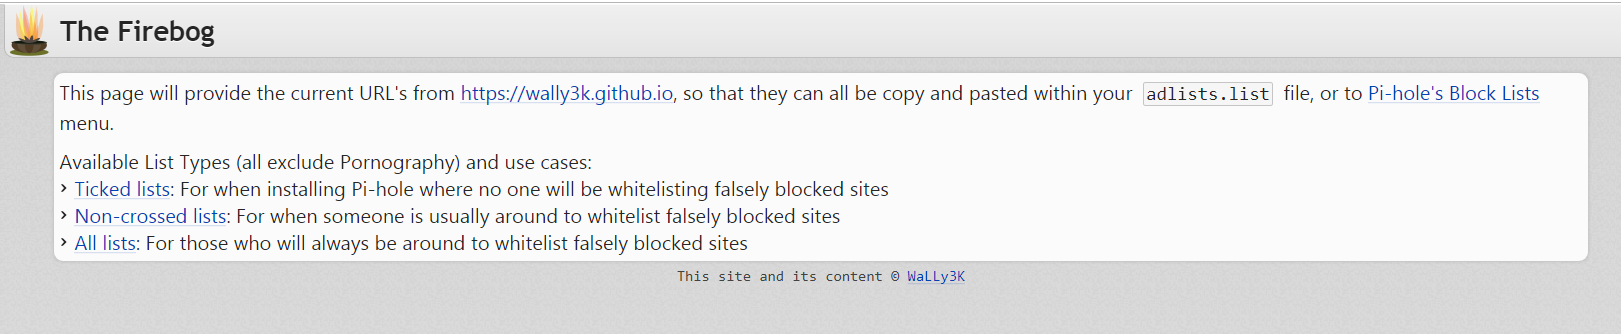 The Firebog
This page will provide the current URL's from https://wally3k.github.io, so that they can all be copy and pasted within your adlists.list file, or to Pi-hole's Block Lists
menu.
Available List Types (all exclude Pornography) and use cases:
› Ticked lists: For when installing Pi-hole where no one will be whitelisting falsely blocked sites
› Non-crossed lists: For when someone is usually around to whitelist falsely blocked sites
› All lists: For those who will always be around to whitelist falsely blocked sites
This site and its content © WaLLy3K